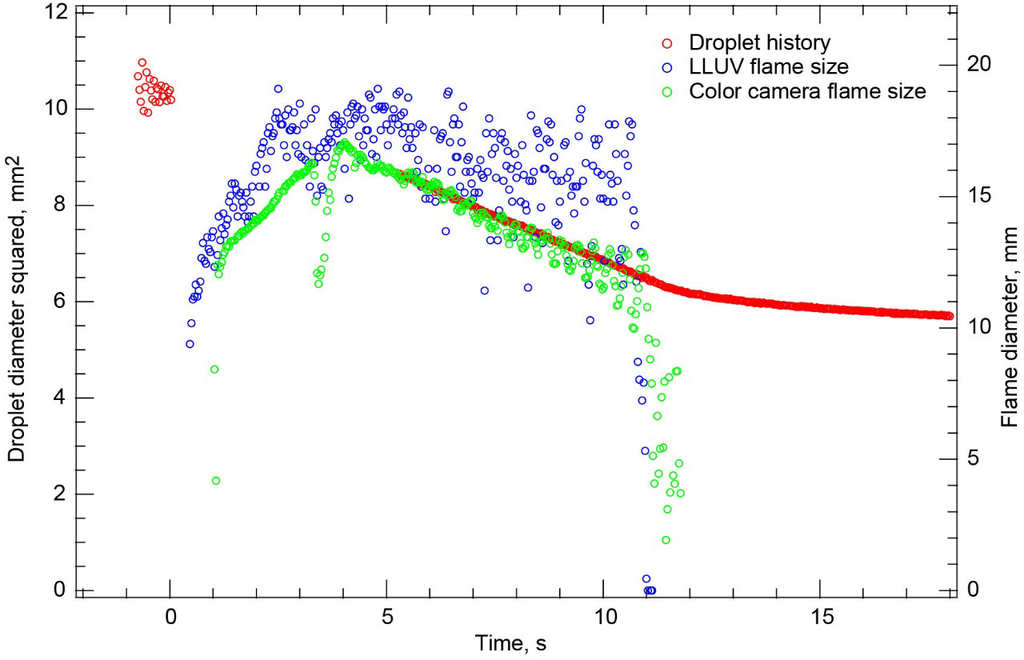 12
10
8
6
4
2
0
Droplet diameter squared, mm2
Droplet history
LLUV flame size
Color camera flame size
20
15
10
5
0
Flame diameter, mm
0 5 10 15
Time, s